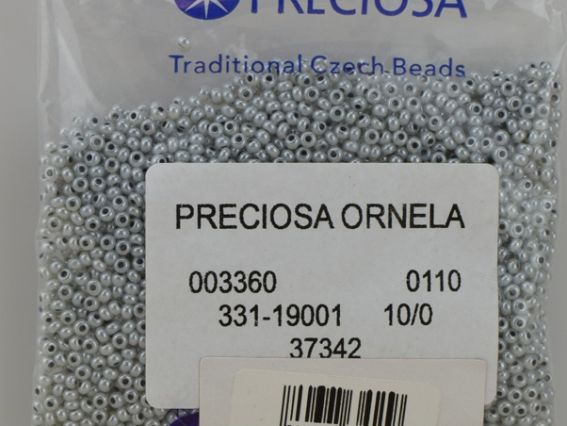 PRECIOSA
Traditional Czech Beads
PRECIOSA ORNELA
003360 0110
331-19001 10/0
37342